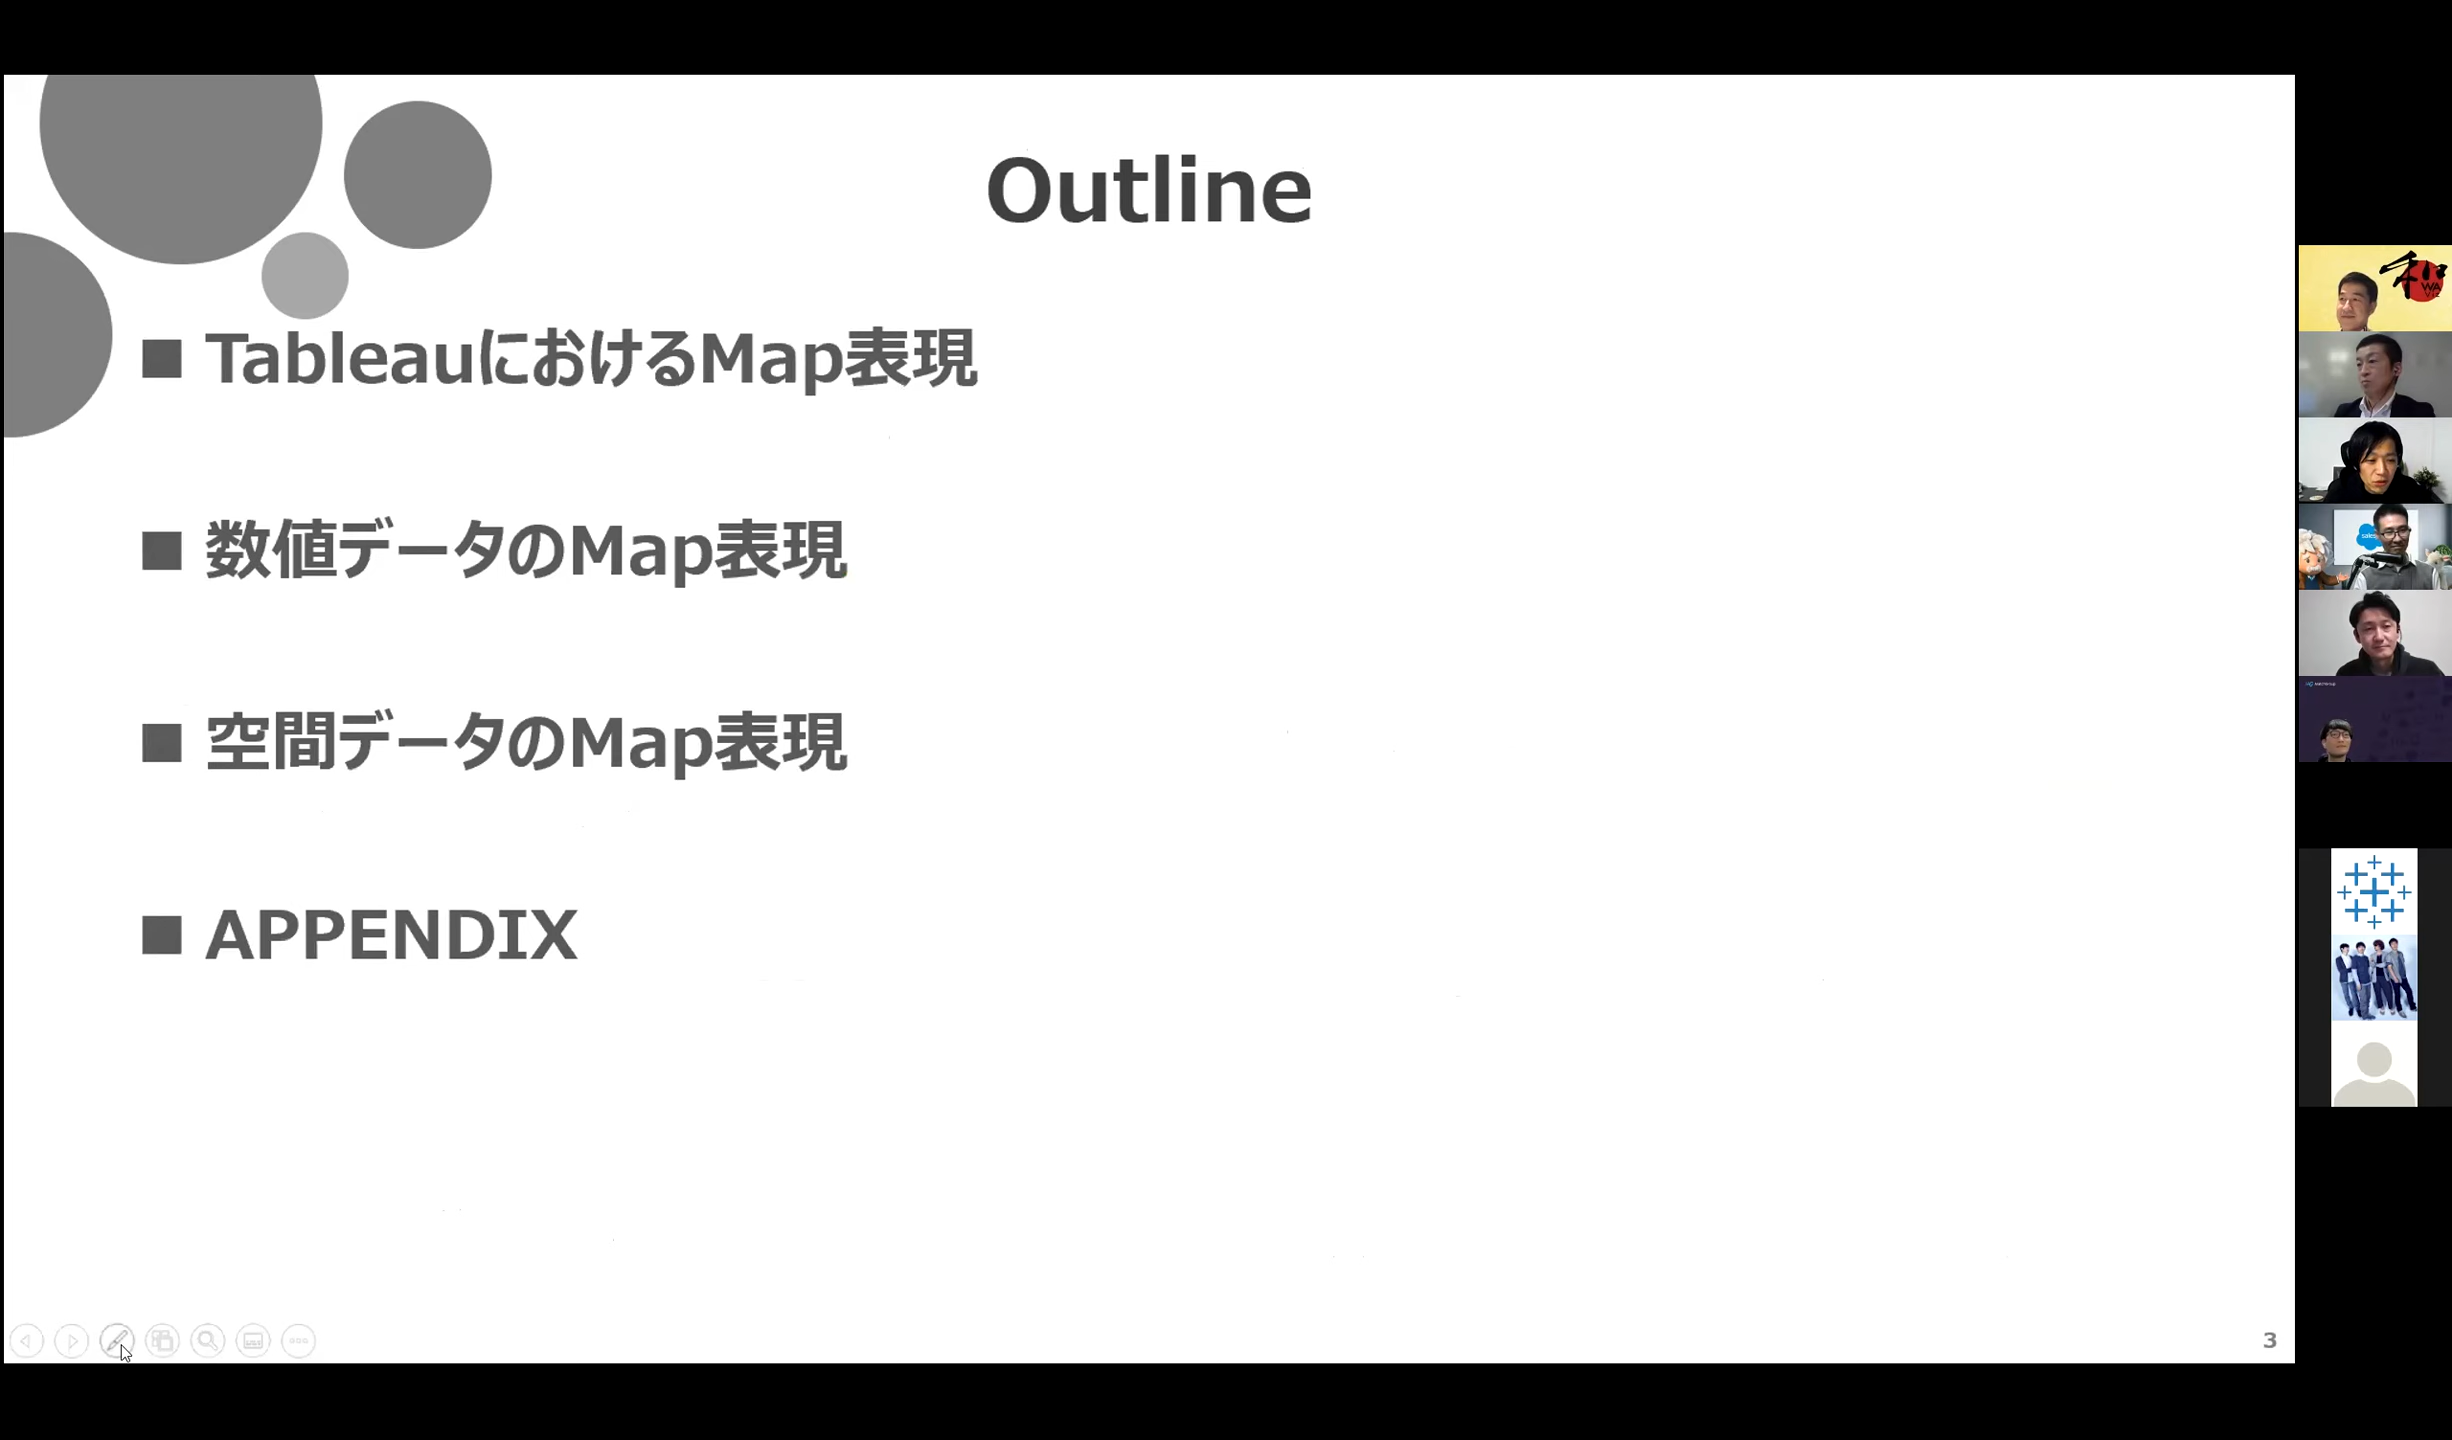 Outline
■ TableauにおけるMap表現
■ 数値データのMap表現
■ 空間データのMap表現
■ APPENDIX
3
和
WA